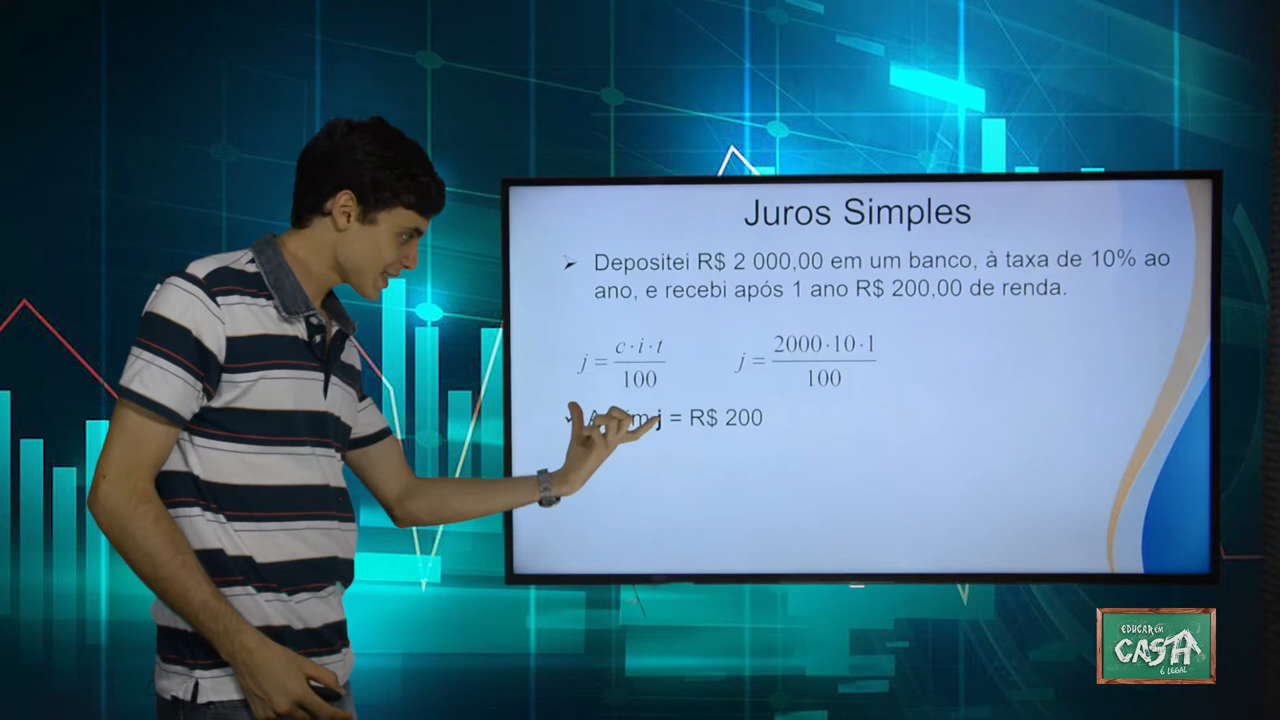 Juros Simples
Depositei R$ 2 000,00 em um banco, à taxa de 10% ao
ano, e recebi após 1 ano R$ 200,00 de renda.
j = c·i·t / 100    j = 2000·10·1 / 100
j = R$ 200
EDUCAR EM
CASA
É LEGAL